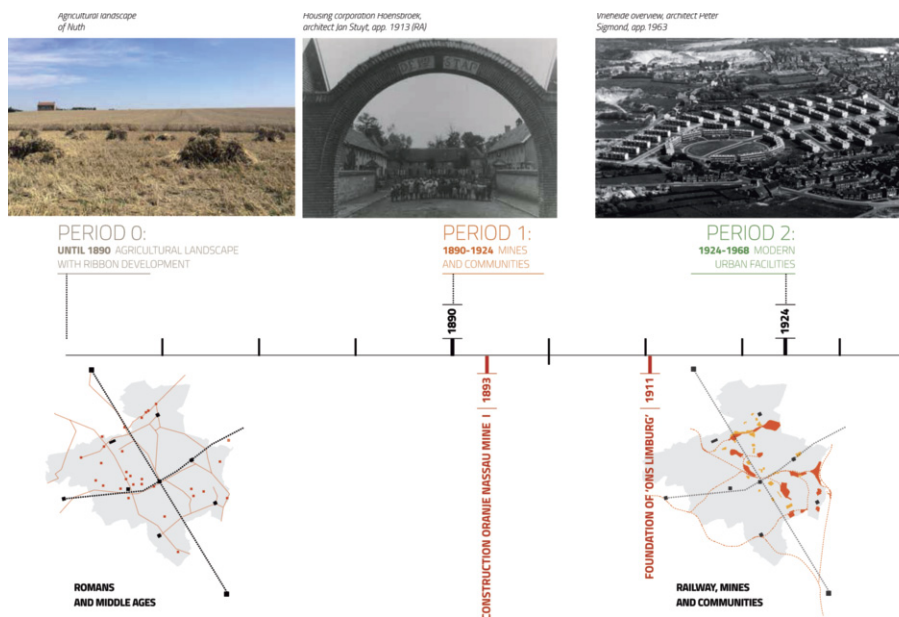 Agricultural landscape
of Nuth
Housing corporation Hoensbroek,
architect Jan Stuyt, app. 1913 (RA)
Vrieheide overview, architect Peter
Sigmond, app.1963
DE STAD
PERIOD 0:
UNTIL 1890 AGRICULTURAL LANDSCAPE
WITH RIBBON DEVELOPMENT
PERIOD 1:
1890-1924 MINES
AND COMMUNITIES
PERIOD 2:
1924-1968 MODERN
URBAN FACILITIES
1890
1924
CONSTRUCTION ORANJE NASSAU MINE I | 1893
FOUNDATION OF 'ONS LIMBURG' | 1911
ROMANS
AND MIDDLE AGES
RAILWAY, MINES
AND COMMUNITIES